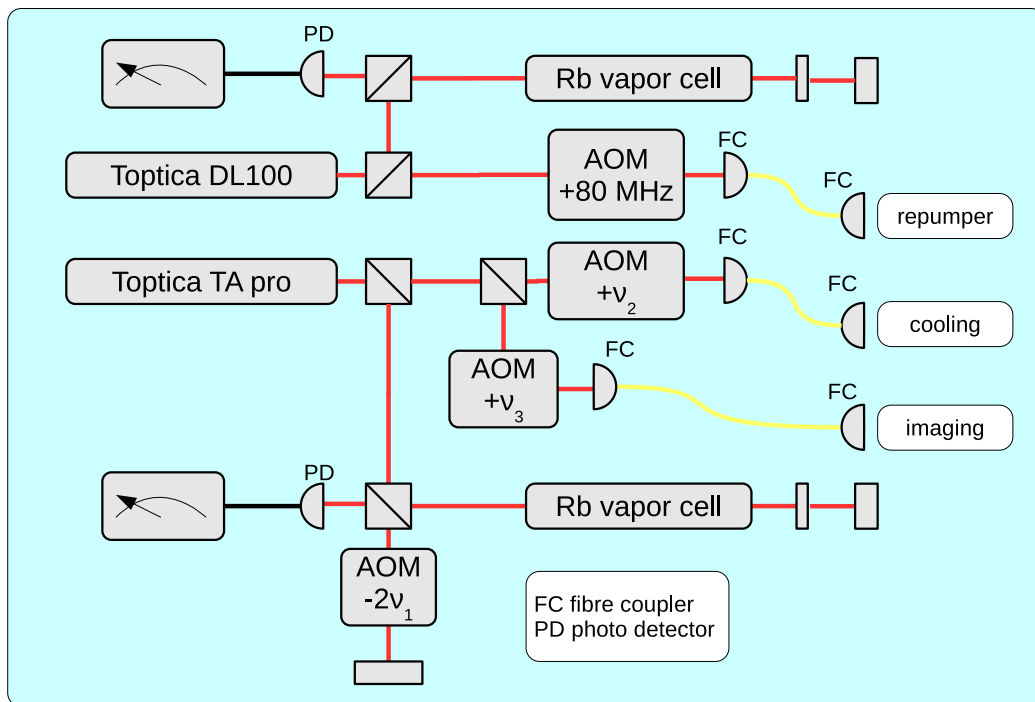 PD
Rb vapor cell
FC
Toptica DL100
AOM
+80 MHz
FC
repumper
FC
Toptica TA pro
AOM
+ν₂
FC
cooling
FC
AOM
+ν₃
FC
imaging
PD
Rb vapor cell
AOM
-2ν₁
FC fibre coupler
PD photo detector